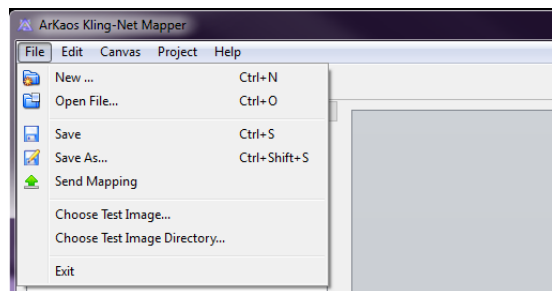 ArKaos Kling-Net Mapper
File Edit Canvas Project Help
New ... Ctrl+N
Open File... Ctrl+O
Save Ctrl+S
Save As... Ctrl+Shift+S
Send Mapping
Choose Test Image...
Choose Test Image Directory...
Exit